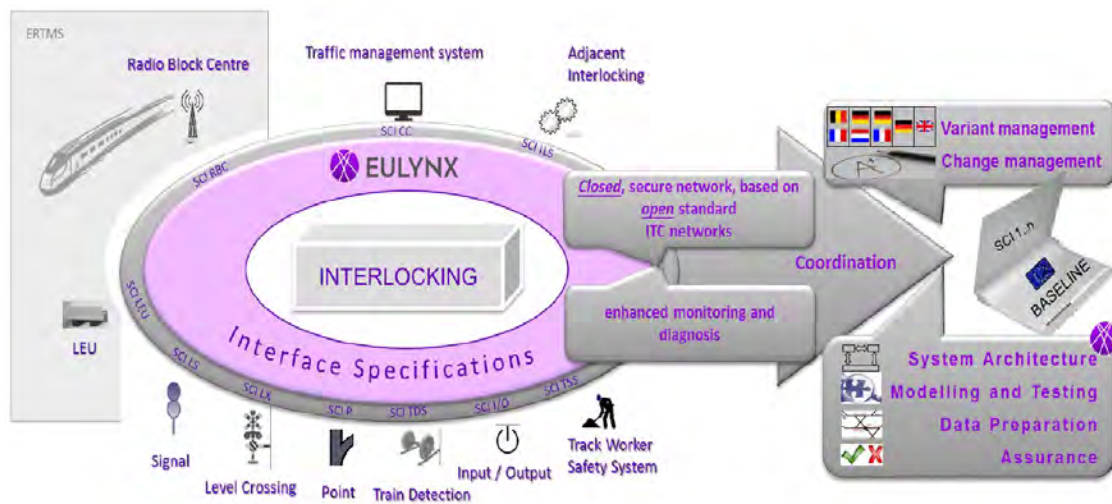 ERTMS
Radio Block Centre
Traffic management system
Adjacent
Interlocking
SCI RBC
SCI CC
SCI ILS
EULYNX
INTERLOCKING
Interface Specifications
SCI LEU
LEU
SCI LS
SCI LX
SCI P
SCI TDS
SCI I/O
SCI TSS
Signal
Level Crossing
Point
Train Detection
Input / Output
Track Worker
Safety System
Closed, secure network, based on
open standard
ITC networks
enhanced monitoring and
diagnosis
Coordination
Variant management
Change management
SCI 1..n
BASELINE
System Architecture
Modelling and Testing
Data Preparation
Assurance